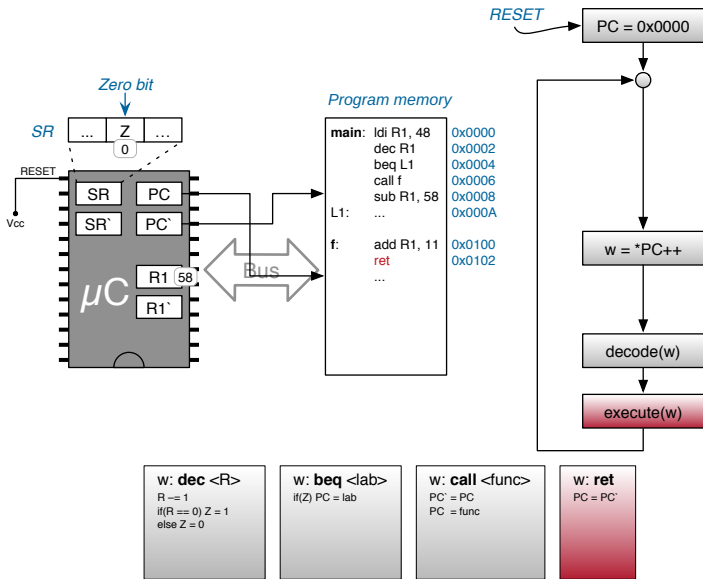 RESET
PC = 0x0000
Zero bit
Program memory
SR
... Z ...
0
RESET
Vcc
SR PC
SR` PC`
µC
R1 58
R1`
Bus
main: ldi R1, 48 0x0000
dec R1 0x0002
beq L1 0x0004
call f 0x0006
sub R1, 58 0x0008
L1: ... 0x000A
f: add R1, 11 0x0100
ret 0x0102
...
w = *PC++
decode(w)
execute(w)
w: dec <R>
R –= 1
if(R == 0) Z = 1
else Z = 0
w: beq <lab>
if(Z) PC = lab
w: call <func>
PC` = PC
PC = func
w: ret
PC = PC`